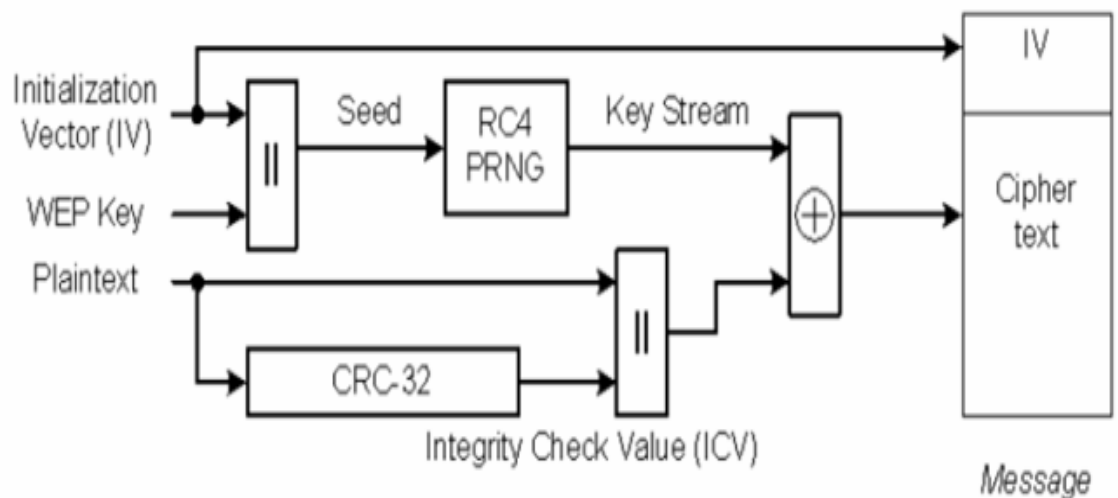 IV
Initialization
Vector (IV)
Seed
RC4
PRNG
Key Stream
||
WEP Key
Cipher
text
Plaintext
||
CRC-32
Integrity Check Value (ICV)
Message